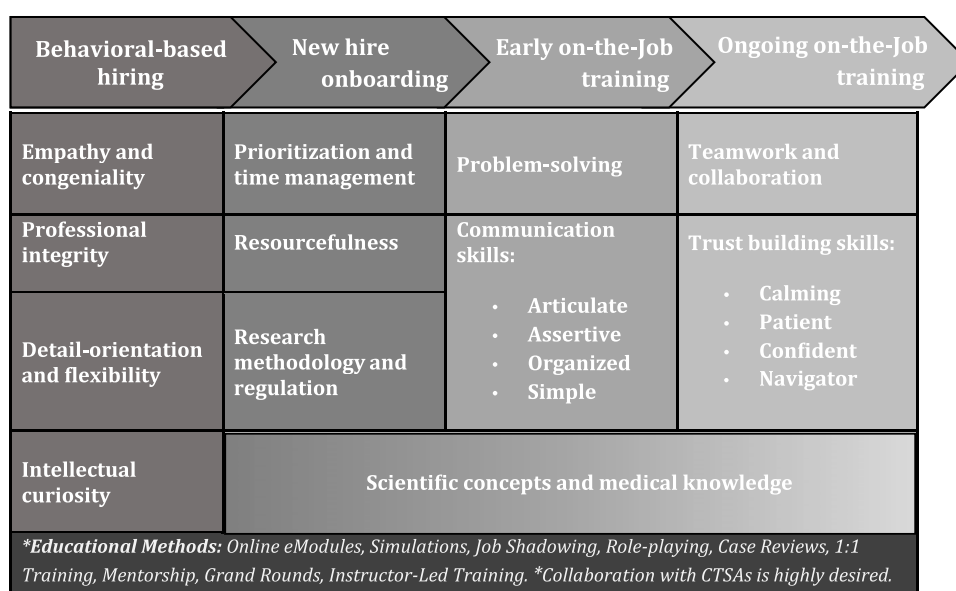 Behavioral-based
hiring
New hire
onboarding
Early on-the-Job
training
Ongoing on-the-Job
training
Empathy and
congeniality
Prioritization and
time management
Problem-solving
Teamwork and
collaboration
Professional
integrity
Resourcefulness
Communication
skills:
• Articulate
• Assertive
• Organized
• Simple
Trust building skills:
• Calming
• Patient
• Confident
• Navigator
Detail-orientation
and flexibility
Research
methodology and
regulation
Intellectual
curiosity
Scientific concepts and medical knowledge
*Educational Methods: Online eModules, Simulations, Job Shadowing, Role-playing, Case Reviews, 1:1
Training, Mentorship, Grand Rounds, Instructor-Led Training. *Collaboration with CTSAs is highly desired.